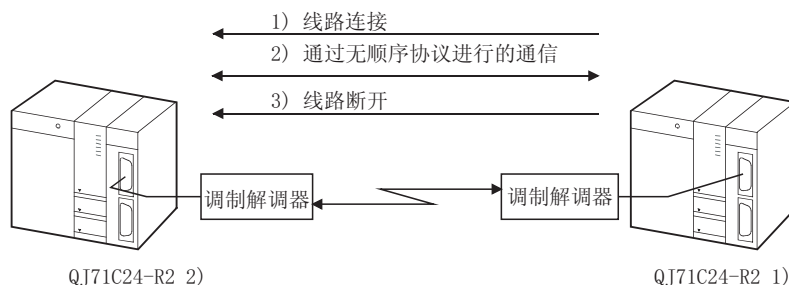 1) 线路连接
2) 通过无顺序协议进行的通信
3) 线路断开
调制解调器
调制解调器
QJ71C24-R2 2)
QJ71C24-R2 1)